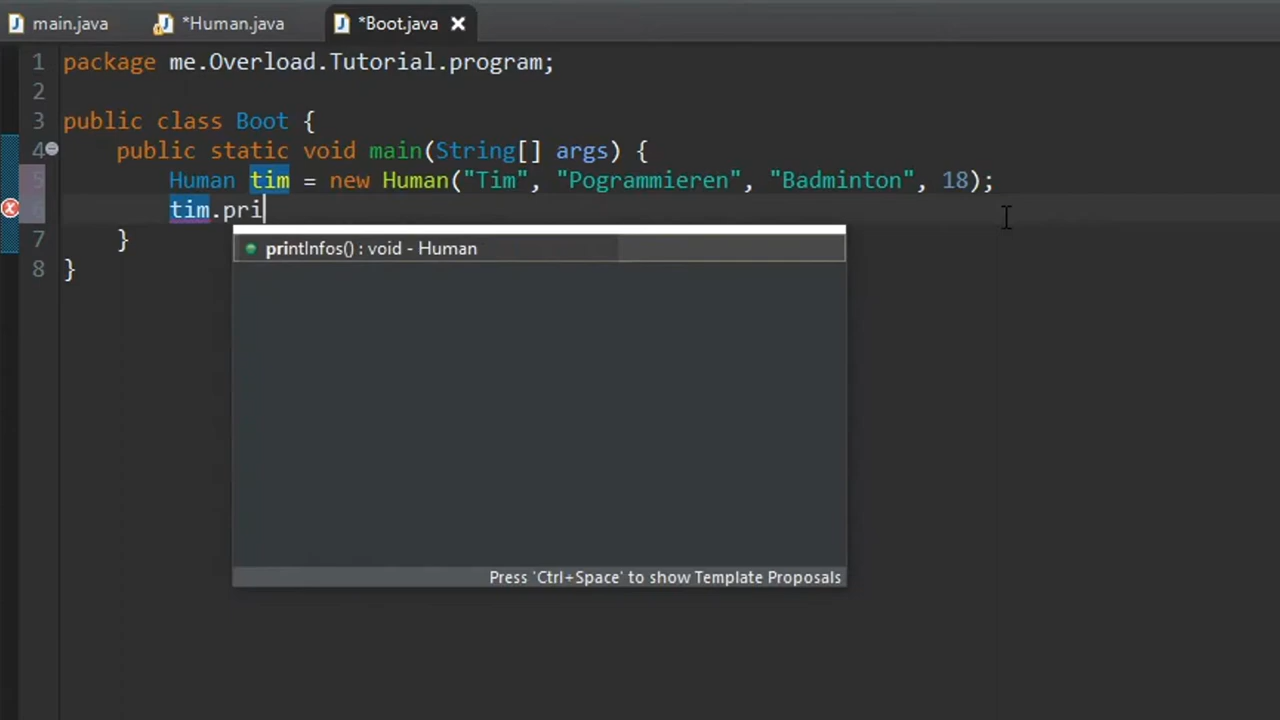 main.java *Human.java *Boot.java
1 package me.Overload.Tutorial.program;
2
3 public class Boot {
4 public static void main(String[] args) {
5 Human tim = new Human("Tim", "Pogrammieren", "Badminton", 18);
6 tim.pri
printInfos() : void - Human
7 }
8 }
Press 'Ctrl+Space' to show Template Proposals